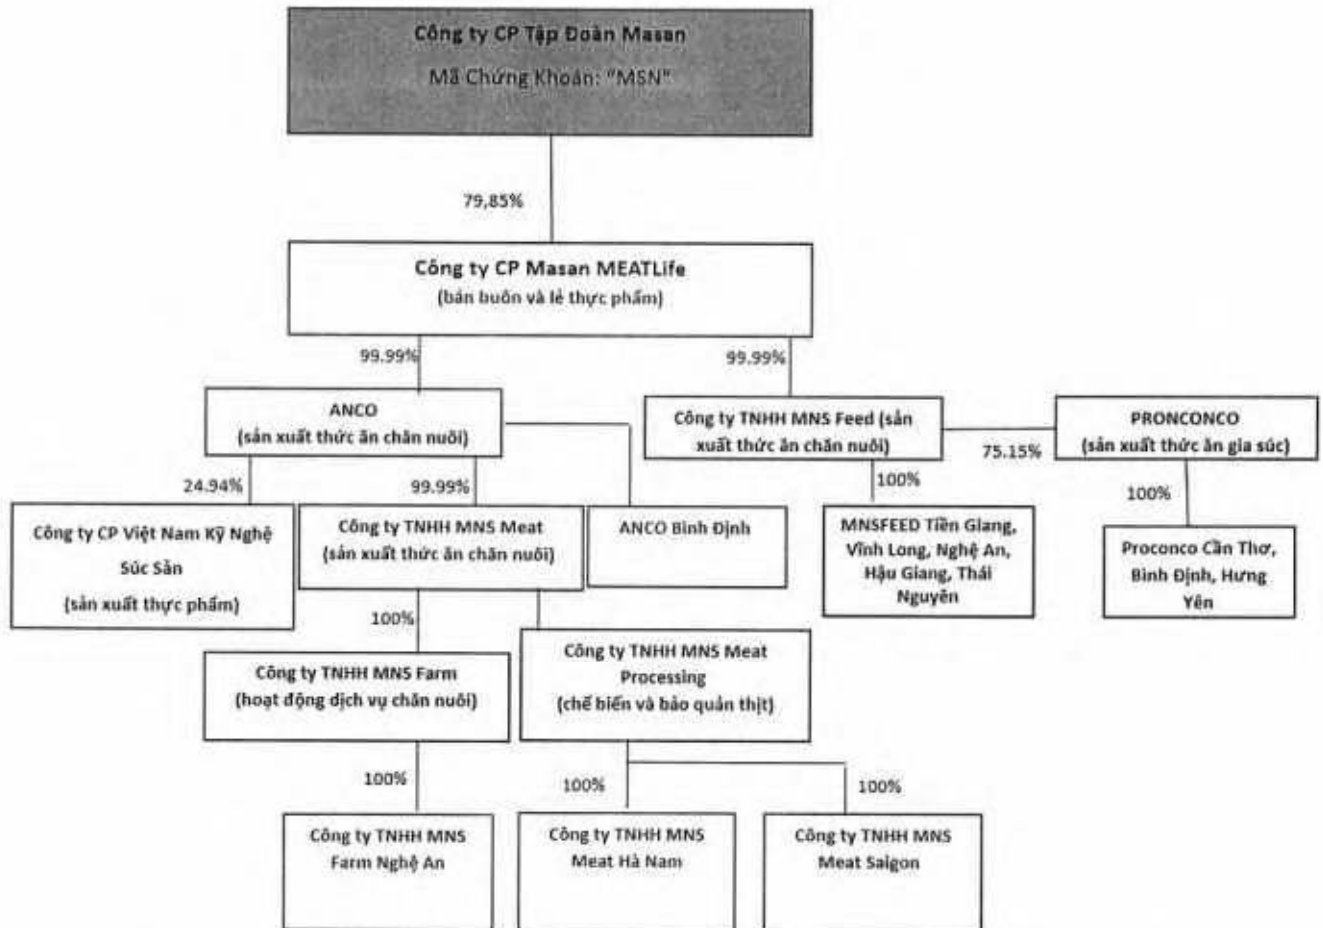 Công ty CP Tập Đoàn Masan
Mã Chứng Khoán: "MSN"
79,85%
Công ty CP Masan MEATLife
(bán buôn và lẻ thực phẩm)
99.99%
99.99%
ANCO
(sản xuất thức ăn chăn nuôi)
Công ty TNHH MNS Feed (sản
xuất thức ăn chăn nuôi)
75.15%
PRONCONCO
(sản xuất thức ăn gia súc)
24.94%
99.99%
100%
100%
Công ty CP Việt Nam Kỹ Nghệ
Súc Sản
(sản xuất thực phẩm)
Công ty TNHH MNS Meat
(sản xuất thức ăn chăn nuôi)
ANCO Bình Định
MNSFEED Tiền Giang,
Vĩnh Long, Nghệ An,
Hậu Giang, Thái
Nguyên
Proconco Cần Thơ,
Bình Định, Hưng
Yên
100%
Công ty TNHH MNS Farm
(hoạt động dịch vụ chăn nuôi)
Công ty TNHH MNS Meat
Processing
(chế biến và bảo quản thịt)
100%
100%
100%
Công ty TNHH MNS
Farm Nghệ An
Công ty TNHH MNS
Meat Hà Nam
Công ty TNHH MNS
Meat Saigon